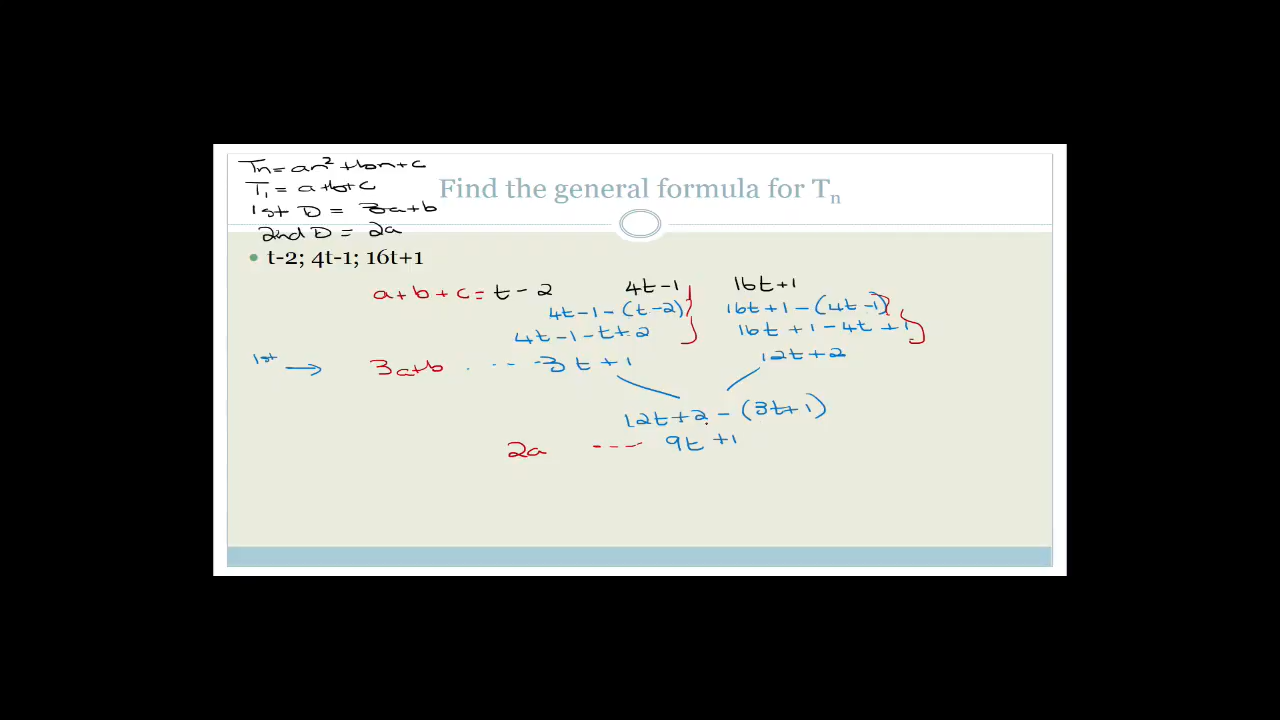 Tn = an² + bn + c
T₁ = a+b+c
1st D = 3a+b
2nd D = 2a
Find the general formula for Tn
• t-2; 4t-1; 16t+1
a+b+c = t - 2 4t-1 16t+1
4t-1-(t-2) 16t+1-(4t-1)
4t-1-t+2 16t+1-4t+1
1st → 3a+b ... 3t+1 12t+2
12t+2-(3t+1)
2a ---- 9t+1